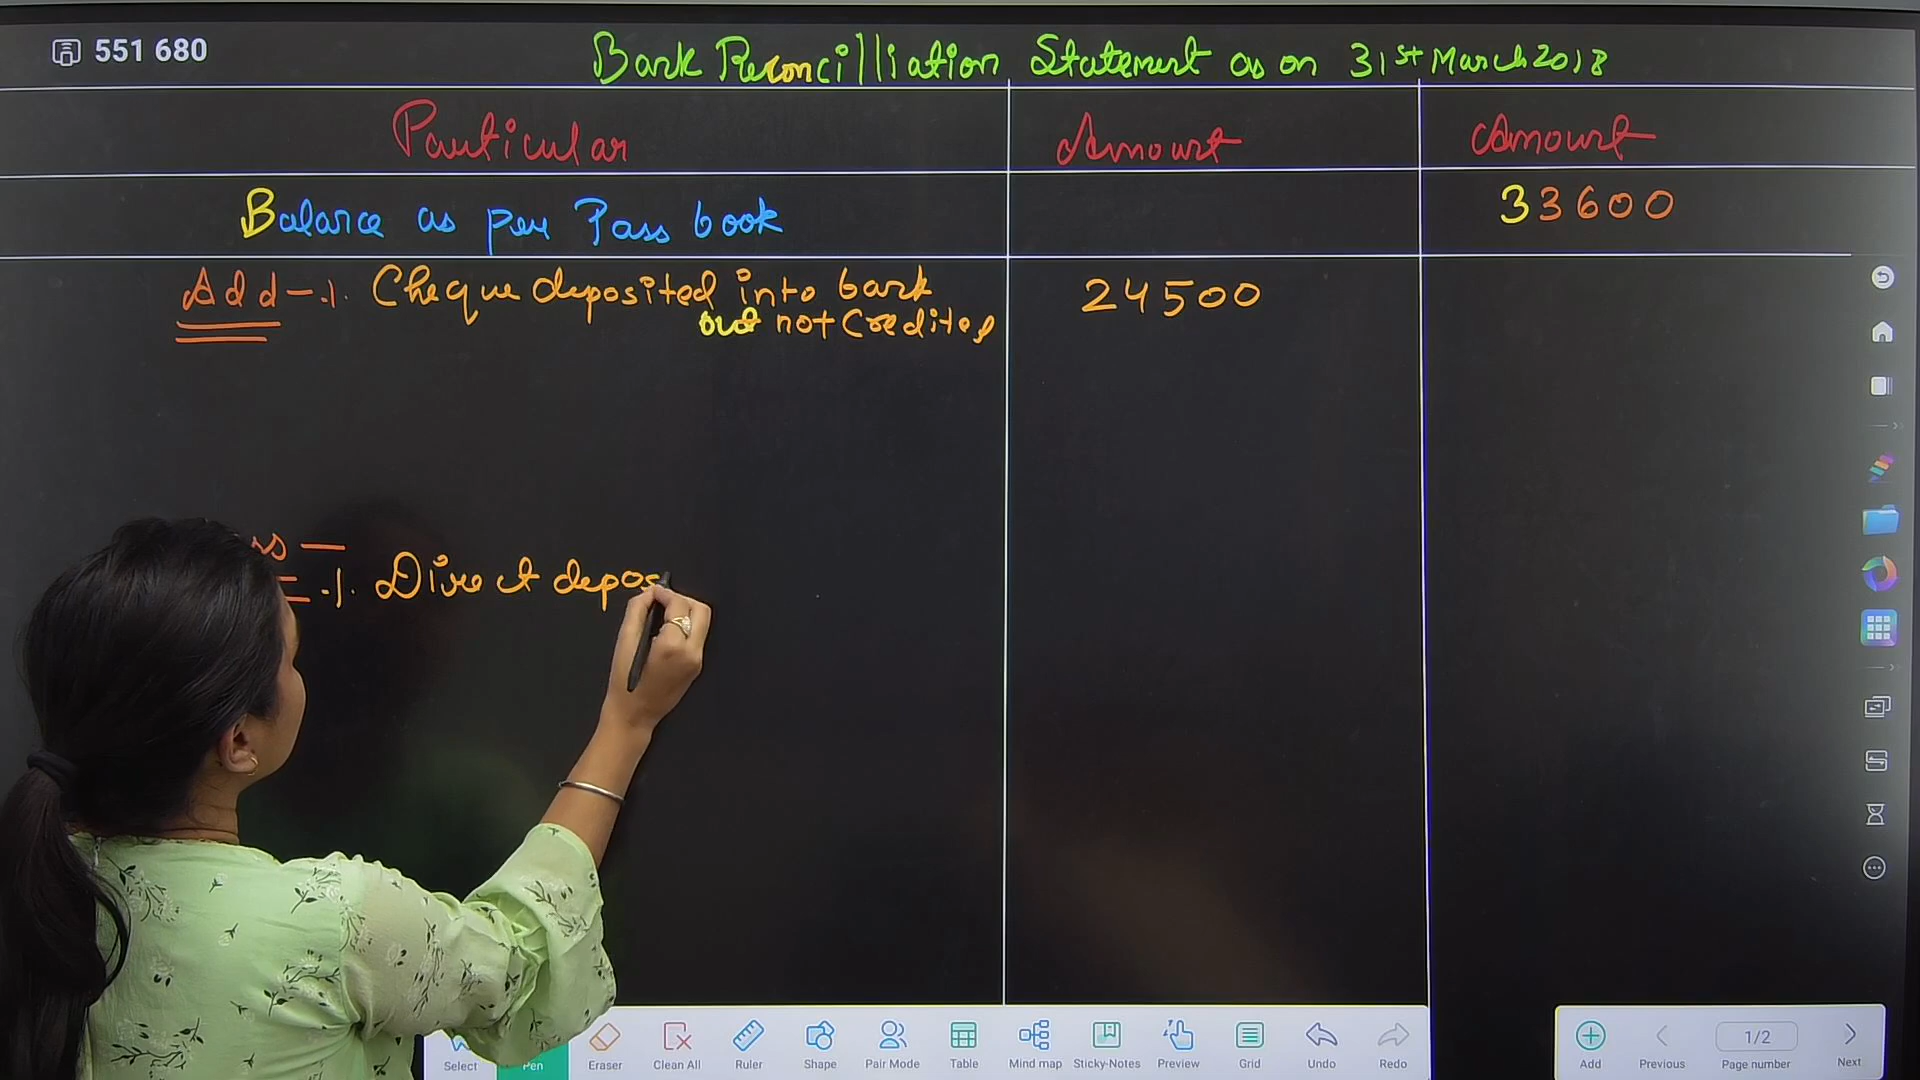 551 680
Bank Reconcilliation Statement as on 31st March 2018
Particular Amount Amount
Balance as per Pass book 33600
Add - .1. Cheque deposited into bank 24500
but not Credited
ss —
.1. Direct depos
Select Pen Eraser Clean All Ruler Shape Pair Mode Table Mind map Sticky-Notes Preview Grid Undo Redo
Add Previous 1/2 Page number Next